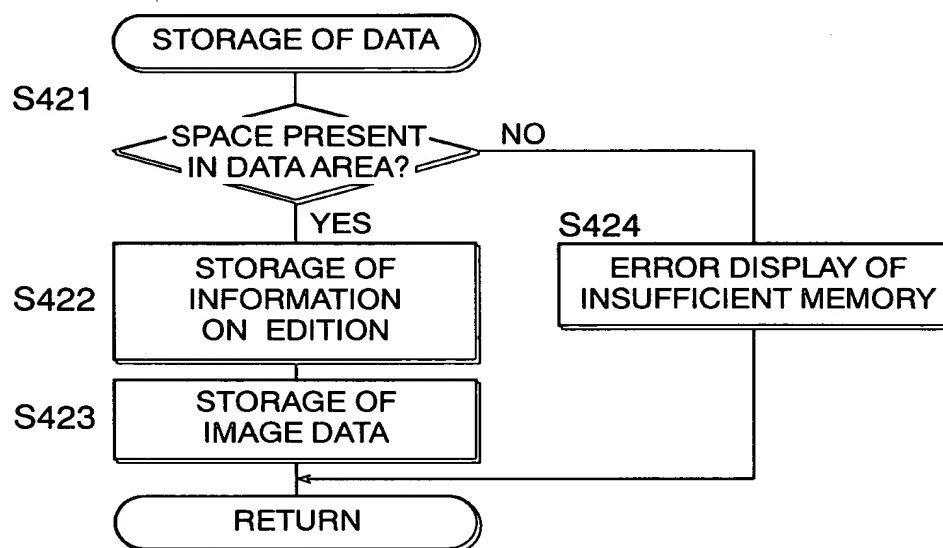 STORAGE OF DATA
S421
SPACE PRESENT
IN DATA AREA?
NO
YES
S422
STORAGE OF
INFORMATION
ON EDITION
S424
ERROR DISPLAY OF
INSUFFICIENT MEMORY
S423
STORAGE OF
IMAGE DATA
RETURN